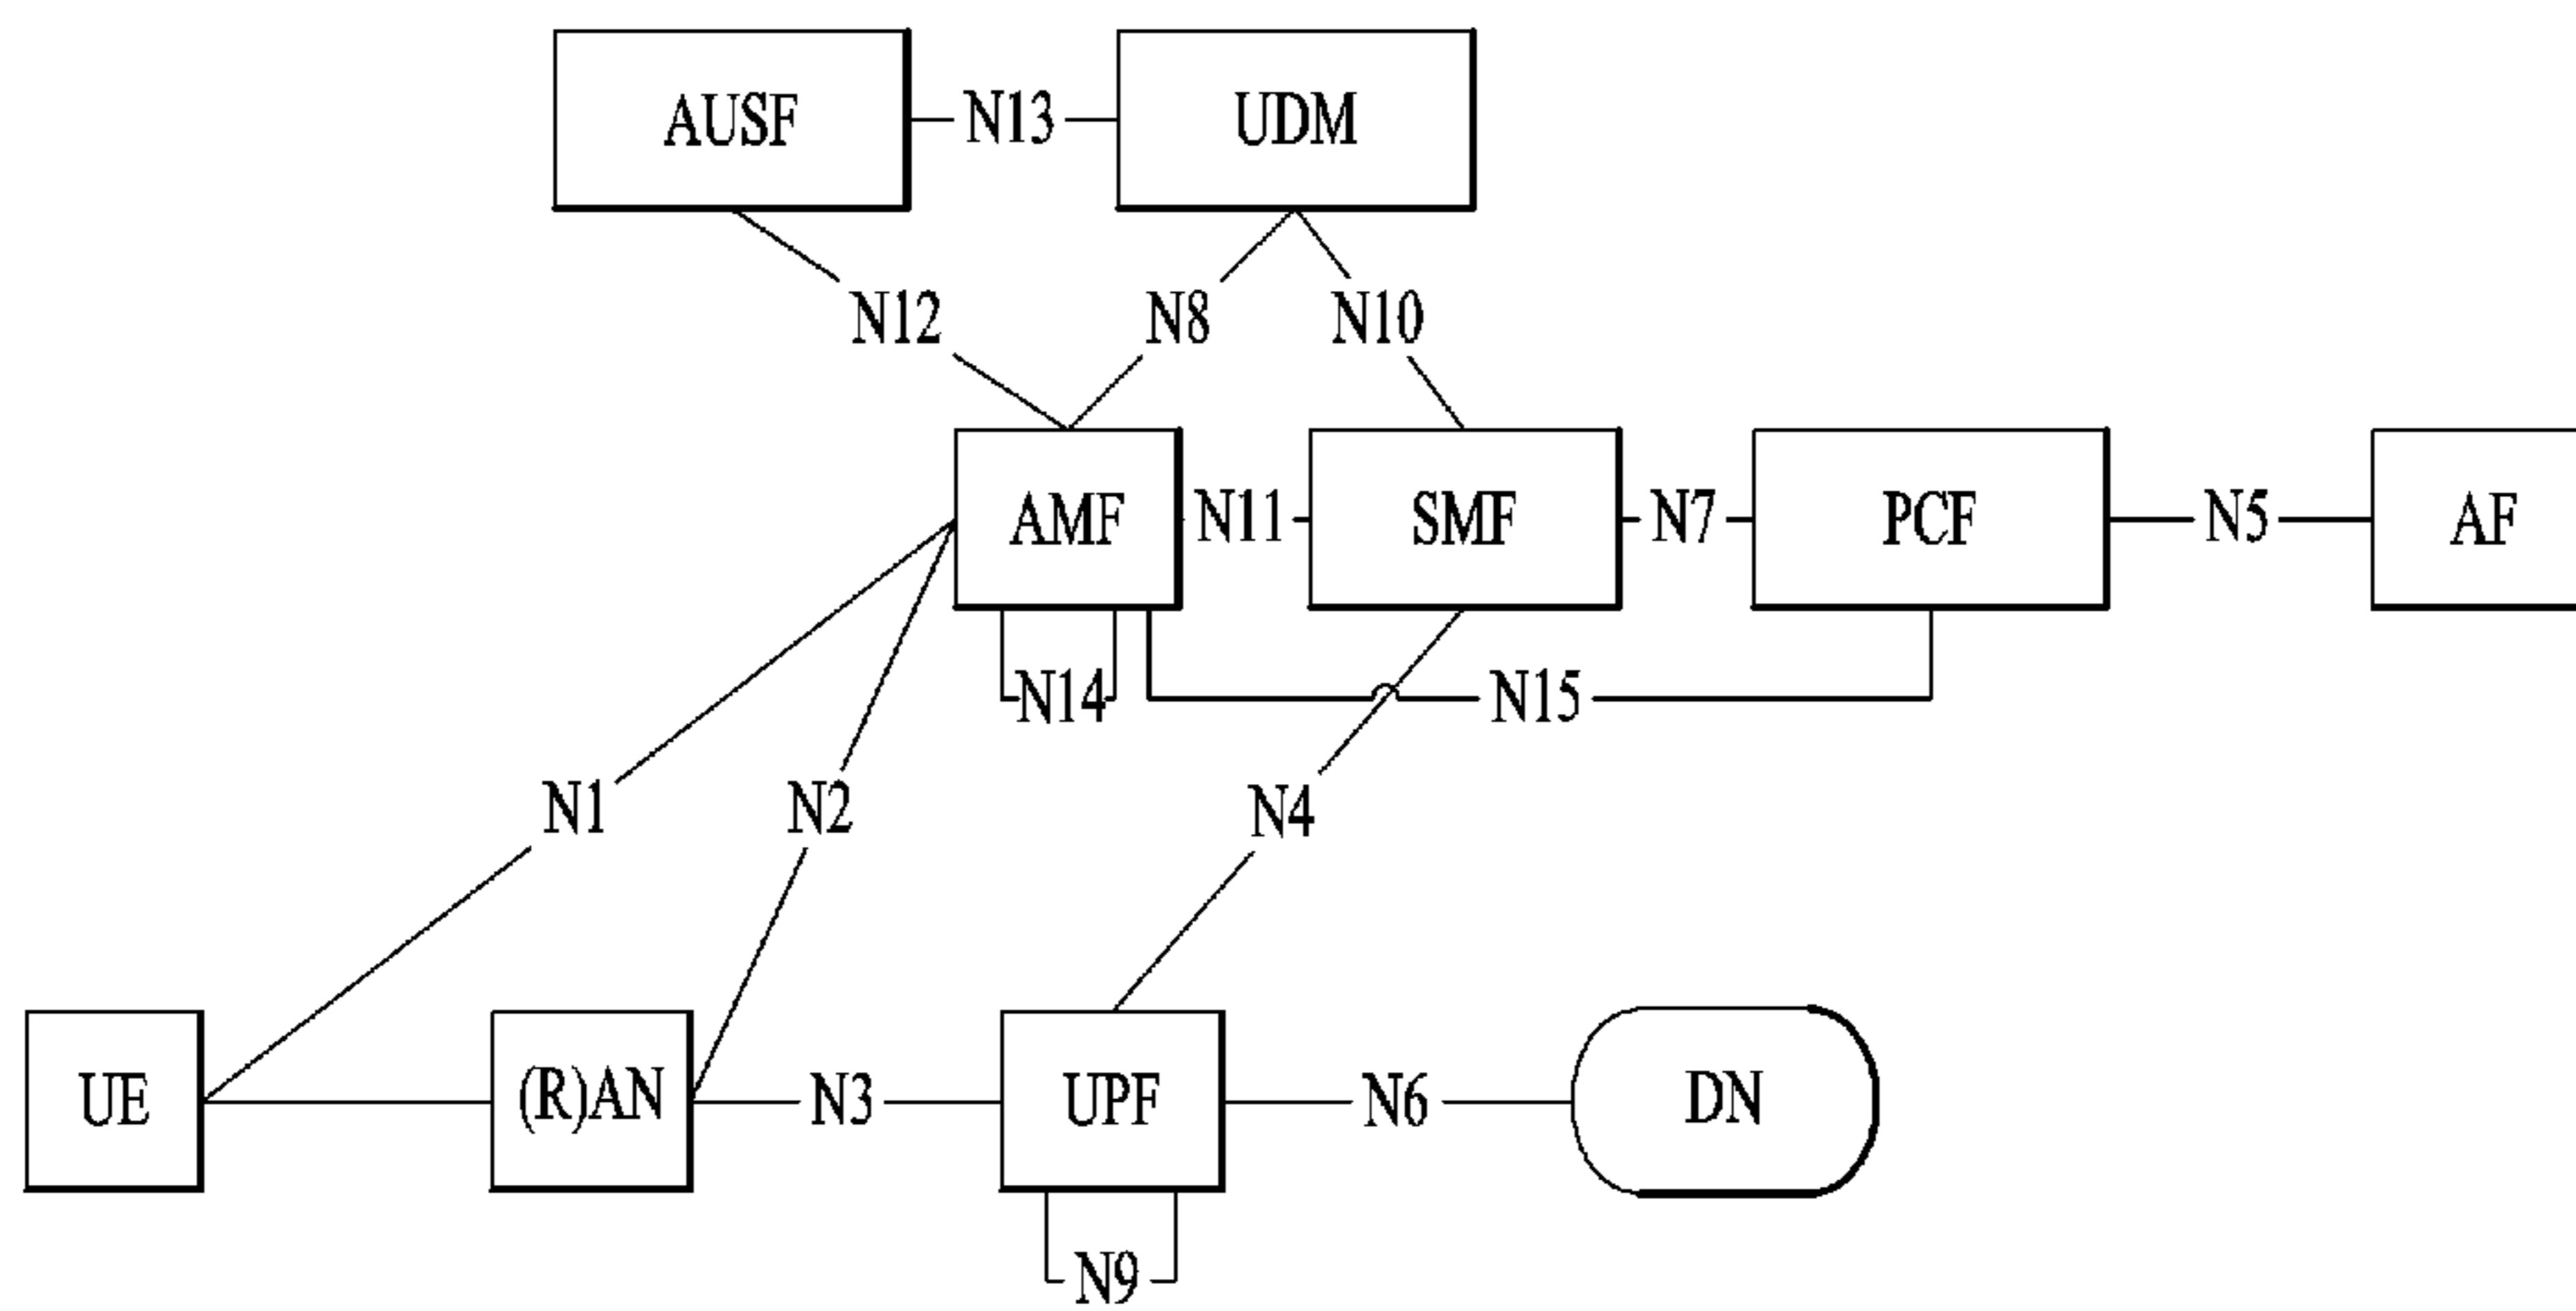 AUSF N13 UDM
N12 N8 N10
AMF N11 SMF N7 PCF N5 AF
N14 N15
N1 N2 N4
UE (R)AN N3 UPF N6 DN
N9